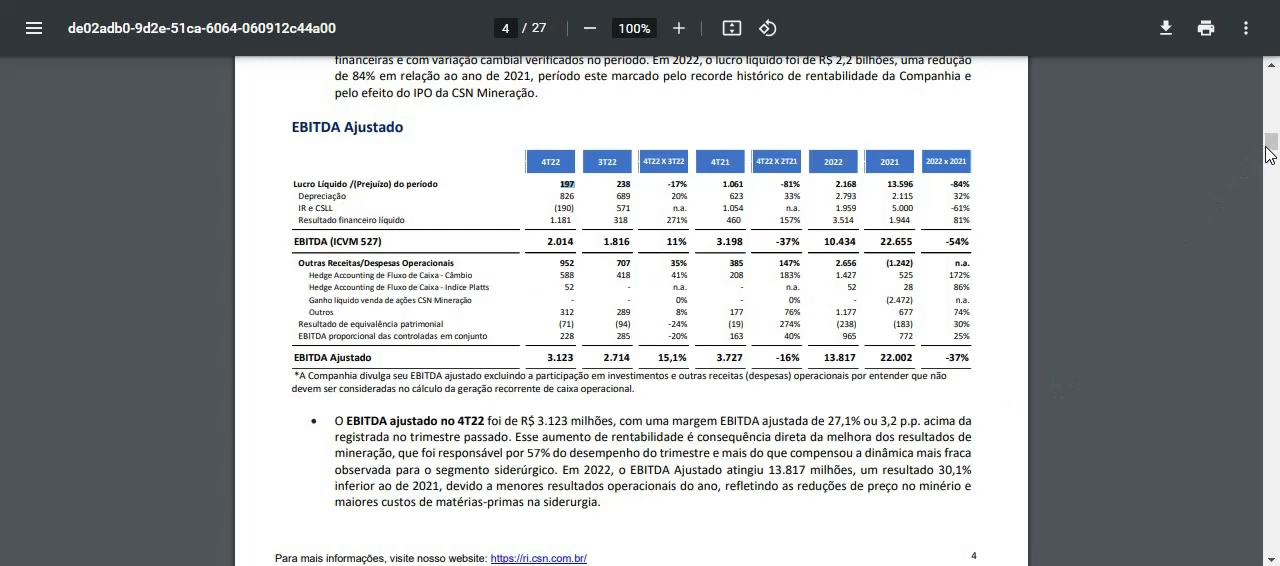 de02adb0-9d2e-51ca-6064-060912c44a00
4 / 27
100%
financeiras e com variação cambial verificados no período. Em 2022, o lucro líquido foi de R$ 2,2 bilhões, uma redução
de 84% em relação ao ano de 2021, período este marcado pelo recorde histórico de rentabilidade da Companhia e
pelo efeito do IPO da CSN Mineração.
EBITDA Ajustado
4T22 3T22 4T22 X 3T22 4T21 4T22 X 2T21 2022 2021 2022 x 2021
Lucro Líquido /(Prejuízo) do período 197 238 -17% 1.061 -81% 2.168 13.596 -84%
Depreciação 826 689 20% 623 33% 2.793 2.115 32%
IR e CSLL (190) 571 n.a. 1.054 n.a. 1.959 5.000 -61%
Resultado financeiro líquido 1.181 318 271% 460 157% 3.514 1.944 81%
EBITDA (ICVM 527) 2.014 1.816 11% 3.198 -37% 10.434 22.655 -54%
Outras Receitas/Despesas Operacionais 952 707 35% 385 147% 2.656 (1.242) n.a.
Hedge Accounting de Fluxo de Caixa - Câmbio 588 418 41% 208 183% 1.427 525 172%
Hedge Accounting de Fluxo de Caixa - Indice Platts 52 - n.a. - n.a. 52 28 86%
Ganho líquido venda de ações CSN Mineração - - 0% - 0% - (2.472) n.a.
Outros 312 289 8% 177 76% 1.177 677 74%
Resultado de equivalência patrimonial (71) (94) -24% (19) 274% (238) (183) 30%
EBITDA proporcional das controladas em conjunto 228 285 -20% 163 40% 965 772 25%
EBITDA Ajustado 3.123 2.714 15,1% 3.727 -16% 13.817 22.002 -37%
*A Companhia divulga seu EBITDA ajustado excluindo a participação em investimentos e outras receitas (despesas) operacionais por entender que não
devem ser consideradas no cálculo da geração recorrente de caixa operacional.
• O EBITDA ajustado no 4T22 foi de R$ 3.123 milhões, com uma margem EBITDA ajustada de 27,1% ou 3,2 p.p. acima da
registrada no trimestre passado. Esse aumento de rentabilidade é consequência direta da melhora dos resultados de
mineração, que foi responsável por 57% do desempenho do trimestre e mais do que compensou a dinâmica mais fraca
observada para o segmento siderúrgico. Em 2022, o EBITDA Ajustado atingiu 13.817 milhões, um resultado 30,1%
inferior ao de 2021, devido a menores resultados operacionais do ano, refletindo as reduções de preço no minério e
maiores custos de matérias-primas na siderurgia.
Para mais informações, visite nosso website: https://ri.csn.com.br/
4